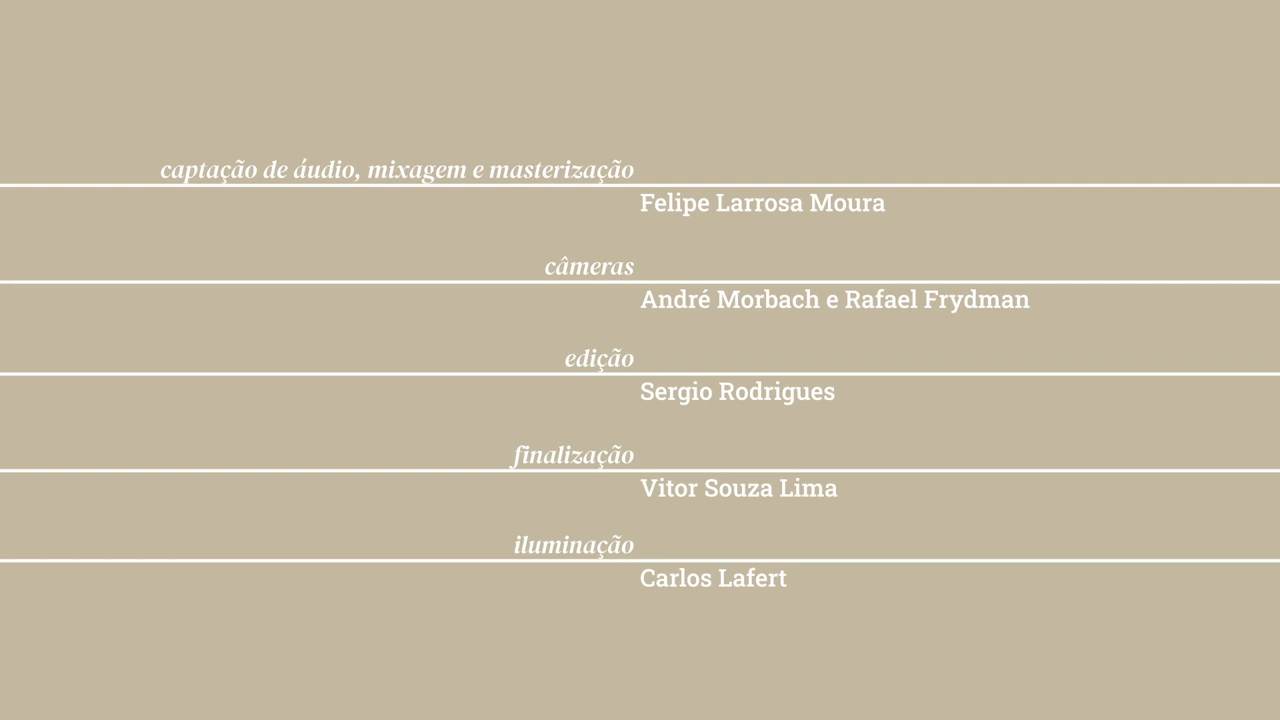 captação de áudio, mixagem e masterização
Felipe Larrosa Moura
câmeras
André Morbach e Rafael Frydman
edição
Sergio Rodrigues
finalização
Vitor Souza Lima
iluminação
Carlos Lafert